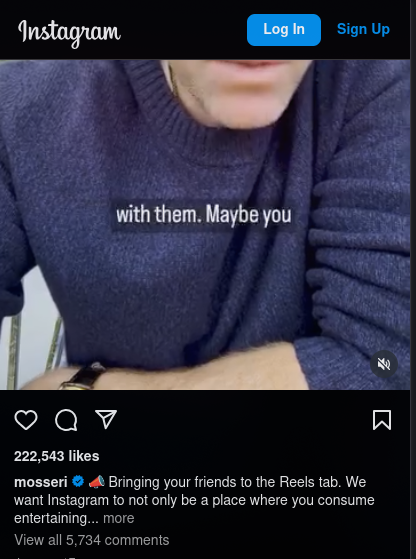 Instagram
Log In
Sign Up
with them. Maybe you
222,543 likes
mosseri 📣 Bringing your friends to the Reels tab. We
want Instagram to not only be a place where you consume
entertaining... more
View all 5,734 comments